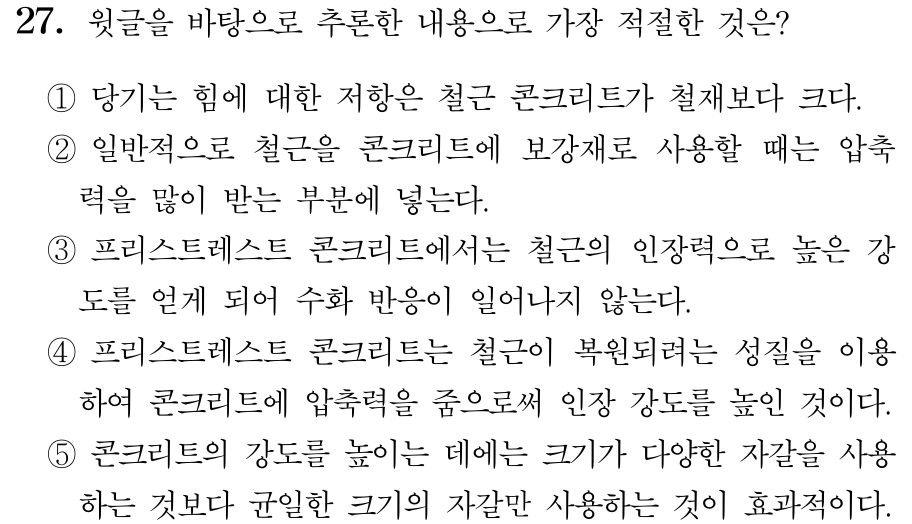 27. 윗글을 바탕으로 추론한 내용으로 가장 적절한 것은?
① 당기는 힘에 대한 저항은 철근 콘크리트가 철재보다 크다.
② 일반적으로 철근을 콘크리트에 보강재로 사용할 때는 압축
력을 많이 받는 부분에 넣는다.
③ 프리스트레스트 콘크리트에서는 철근의 인장력으로 높은 강
도를 얻게 되어 수화 반응이 일어나지 않는다.
④ 프리스트레스트 콘크리트는 철근이 복원되려는 성질을 이용
하여 콘크리트에 압축력을 줌으로써 인장 강도를 높인 것이다.
⑤ 콘크리트의 강도를 높이는 데에는 크기가 다양한 자갈을 사용
하는 것보다 균일한 크기의 자갈만 사용하는 것이 효과적이다.